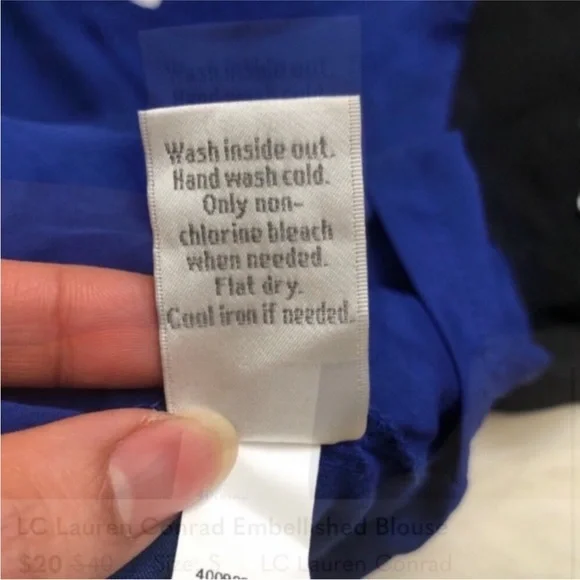 Wash inside out.
Hand wash cold.
Only non-
chlorine bleach
when needed.
Flat dry.
Cool iron if needed.
LC Lauren Conrad Embellished Blouse
$20 $40 Size: S LC Lauren Conrad